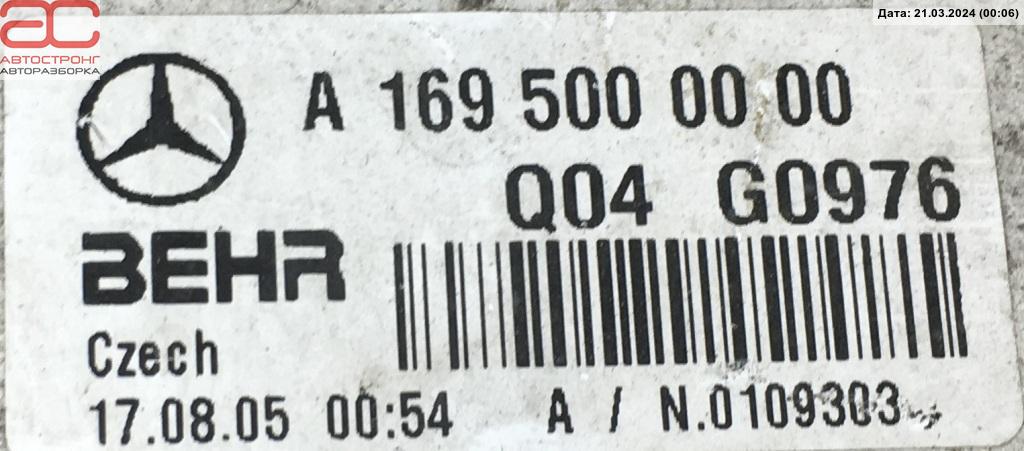 Дата: 21.03.2024 (00:06)
АС
АВТОСТРОНГ
АВТОРАЗБОРКА
A 169 500 00 00
Q04 G0976
BEHR
Czech
17.08.05 00:54 A / N.0109303